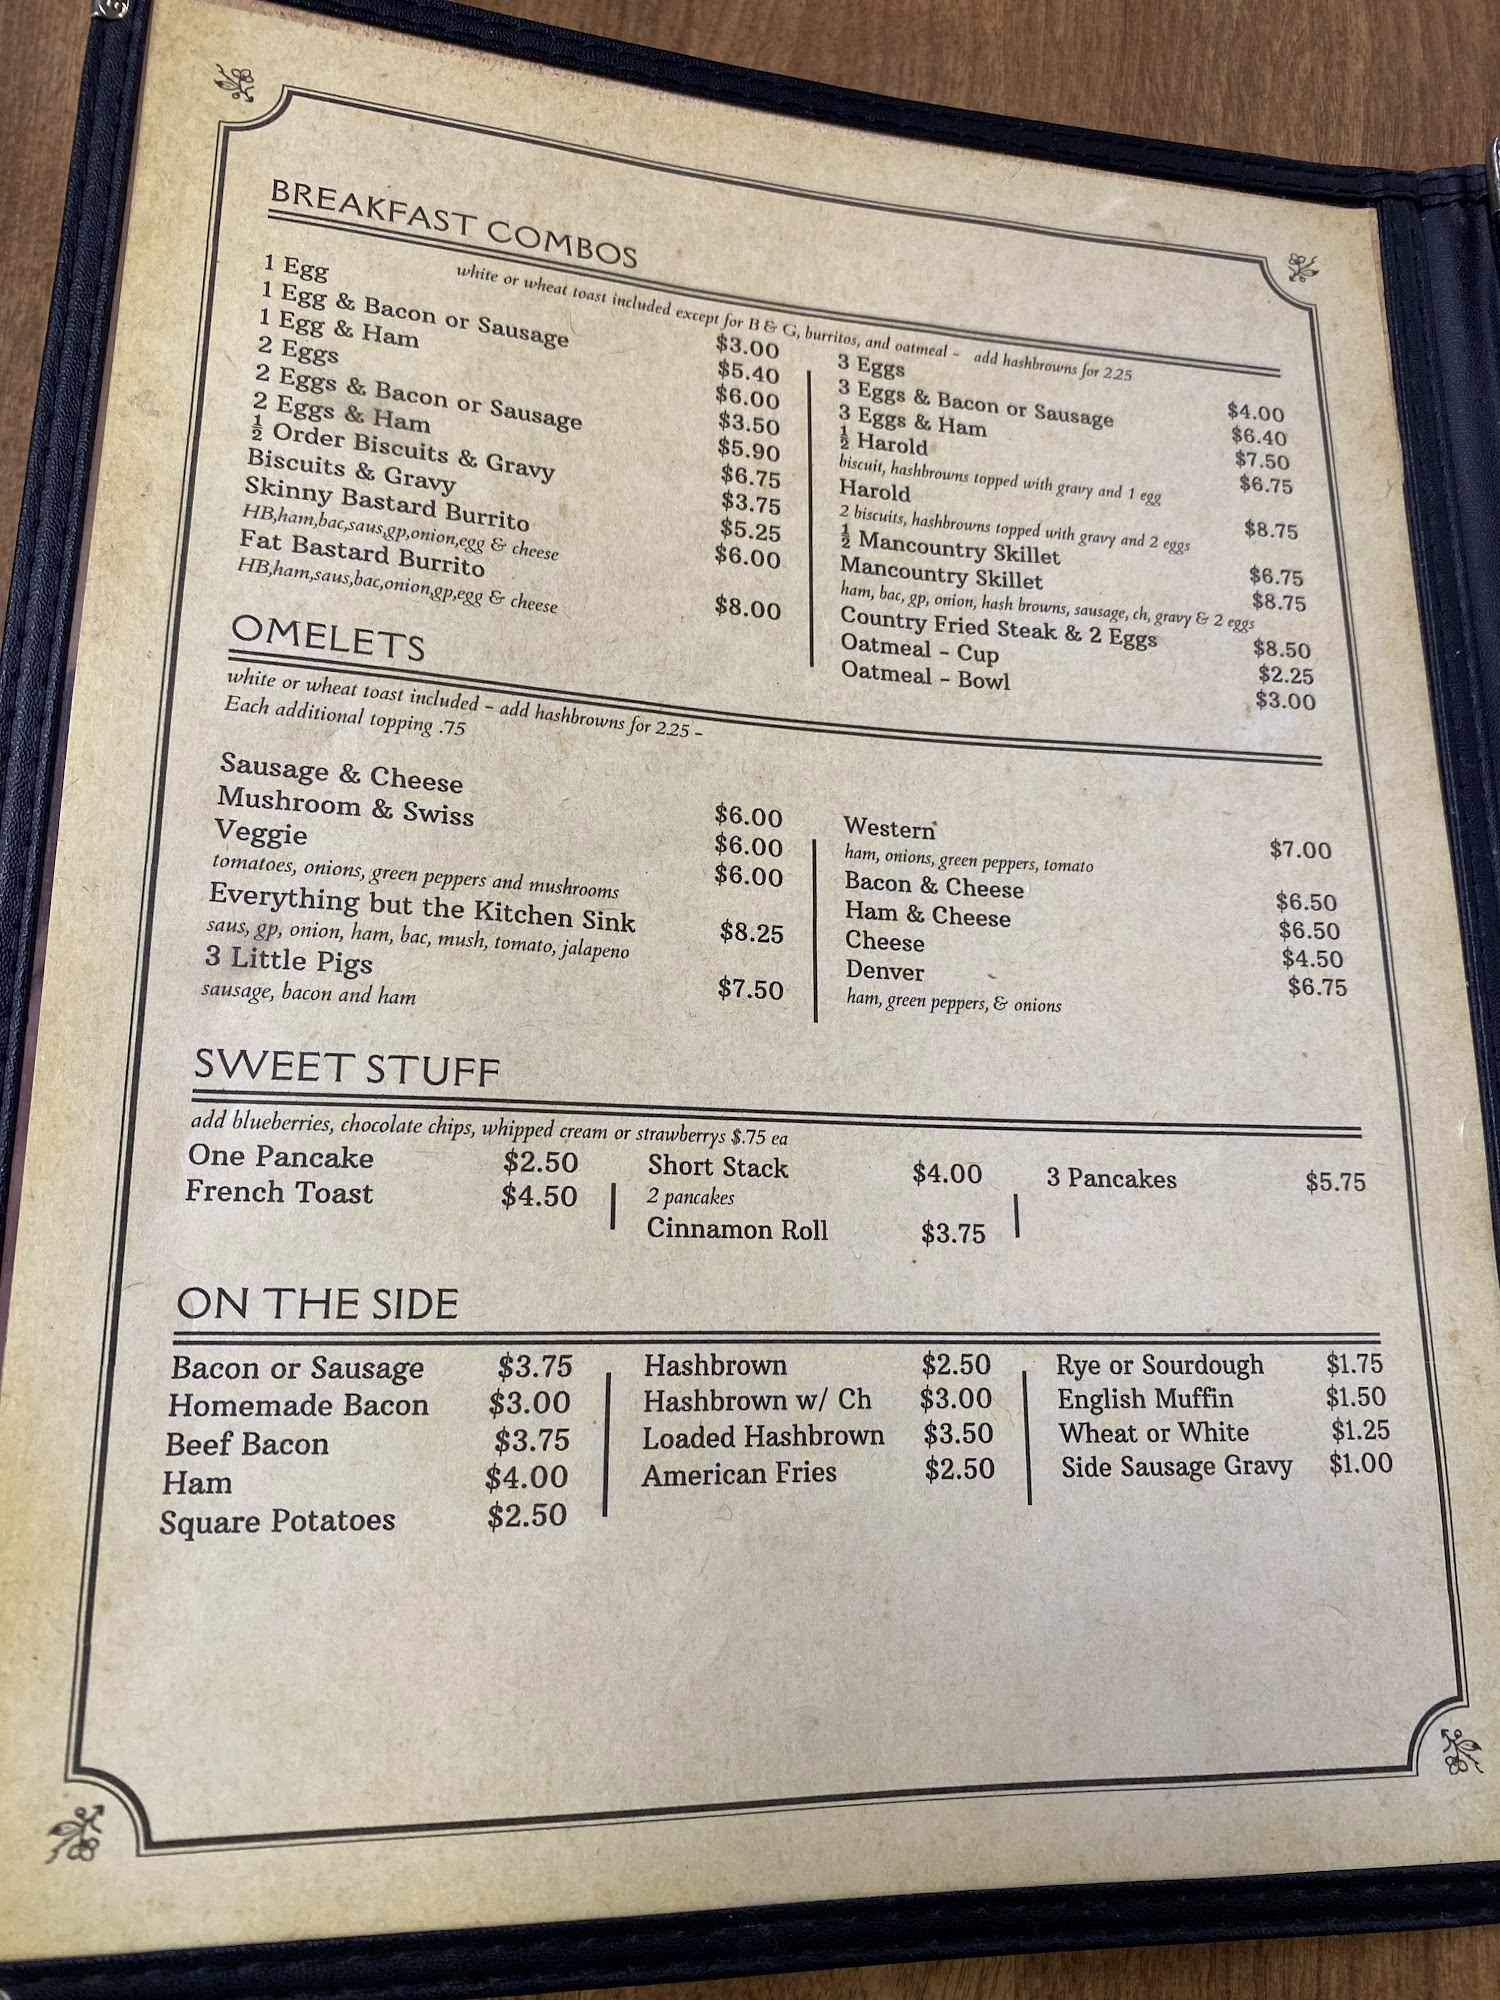 BREAKFAST COMBOS
white or wheat toast included except for B & G, burritos, and oatmeal - add hashbrowns for 2.25
1 Egg $3.00
1 Egg & Bacon or Sausage $5.40
1 Egg & Ham $6.00
2 Eggs $3.50
2 Eggs & Bacon or Sausage $5.90
2 Eggs & Ham $6.75
½ Order Biscuits & Gravy $3.75
Biscuits & Gravy $5.25
Skinny Bastard Burrito $6.00
HB,ham,bac,saus,gp,onion,egg & cheese
Fat Bastard Burrito $8.00
HB,ham,saus,bac,onion,gp,egg & cheese
3 Eggs $4.00
3 Eggs & Bacon or Sausage $6.40
3 Eggs & Ham $7.50
½ Harold $6.75
biscuit, hashbrowns topped with gravy and 1 egg
Harold $8.75
2 biscuits, hashbrowns topped with gravy and 2 eggs
½ Mancountry Skillet $6.75
Mancountry Skillet $8.75
ham, bac, gp, onion, hash browns, sausage, ch, gravy & 2 eggs
Country Fried Steak & 2 Eggs $8.50
Oatmeal - Cup $2.25
Oatmeal - Bowl $3.00
OMELETS
white or wheat toast included - add hashbrowns for 2.25 -
Each additional topping .75
Sausage & Cheese $6.00
Mushroom & Swiss $6.00
Veggie $6.00
tomatoes, onions, green peppers and mushrooms
Everything but the Kitchen Sink $8.25
saus, gp, onion, ham, bac, mush, tomato, jalapeno
3 Little Pigs $7.50
sausage, bacon and ham
Western $7.00
ham, onions, green peppers, tomato
Bacon & Cheese $6.50
Ham & Cheese $6.50
Cheese $4.50
Denver $6.75
ham, green peppers, & onions
SWEET STUFF
add blueberries, chocolate chips, whipped cream or strawberrys $.75 ea
One Pancake $2.50
French Toast $4.50
Short Stack $4.00
2 pancakes
Cinnamon Roll $3.75
3 Pancakes $5.75
ON THE SIDE
Bacon or Sausage $3.75
Homemade Bacon $3.00
Beef Bacon $3.75
Ham $4.00
Square Potatoes $2.50
Hashbrown $2.50
Hashbrown w/ Ch $3.00
Loaded Hashbrown $3.50
American Fries $2.50
Rye or Sourdough $1.75
English Muffin $1.50
Wheat or White $1.25
Side Sausage Gravy $1.00